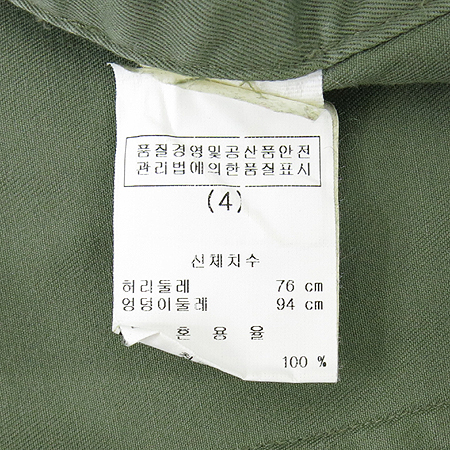 품질경영및공산품안전
관리법에의한품질표시
(4)
신체치수
허리둘레 76 cm
엉덩이둘레 94 cm
혼용율
100 %